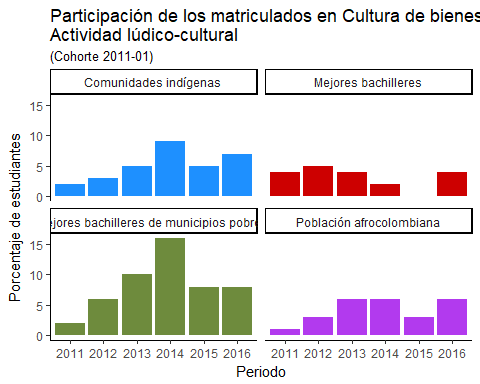 Participación de los matriculados en Cultura de bienes
Actividad lúdico-cultural
(Cohorte 2011-01)
Comunidades indígenas
Mejores bachilleres
15
10
5
0
ejores bachilleres de municipios pobre
Población afrocolombiana
15
10
5
0
2011 2012 2013 2014 2015 2016
2011 2012 2013 2014 2015 2016
Porcentaje de estudiantes
Periodo